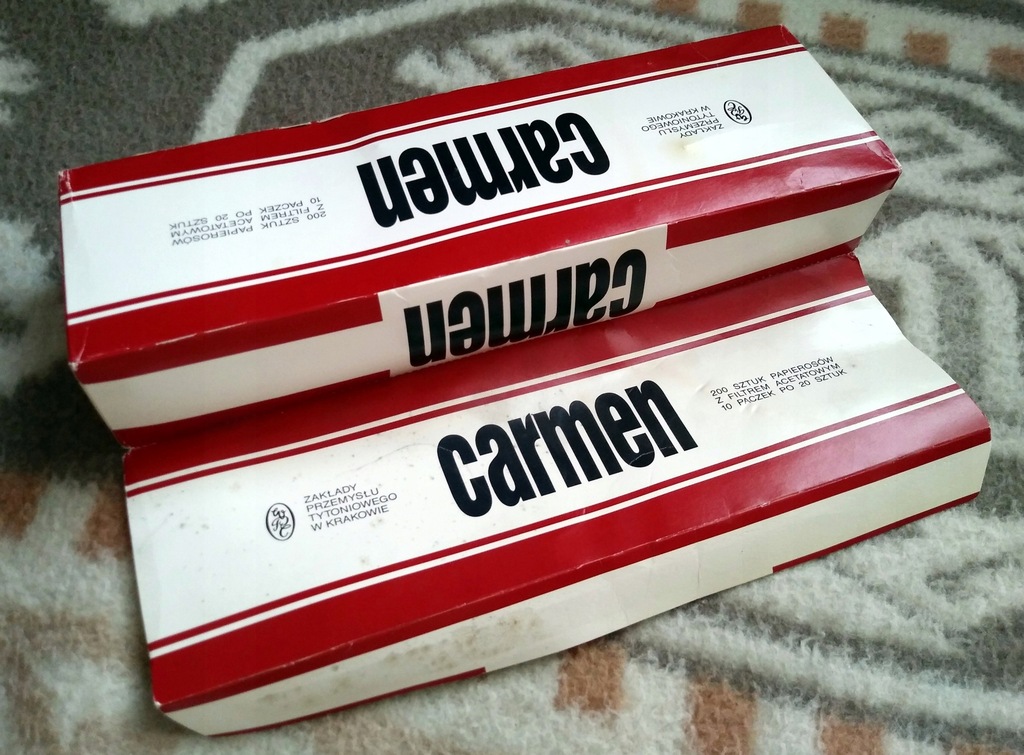 ZAKŁADY
PRZEMYSŁU
TYTONIOWEGO
W KRAKOWIE
carmen
200 SZTUK PAPIEROSÓW
Z FILTREM ACETATOWYM
10 PACZEK PO 20 SZTUK
carmen
ZAKŁADY
PRZEMYSŁU
TYTONIOWEGO
W KRAKOWIE
carmen
200 SZTUK PAPIEROSÓW
Z FILTREM ACETATOWYM
10 PACZEK PO 20 SZTUK